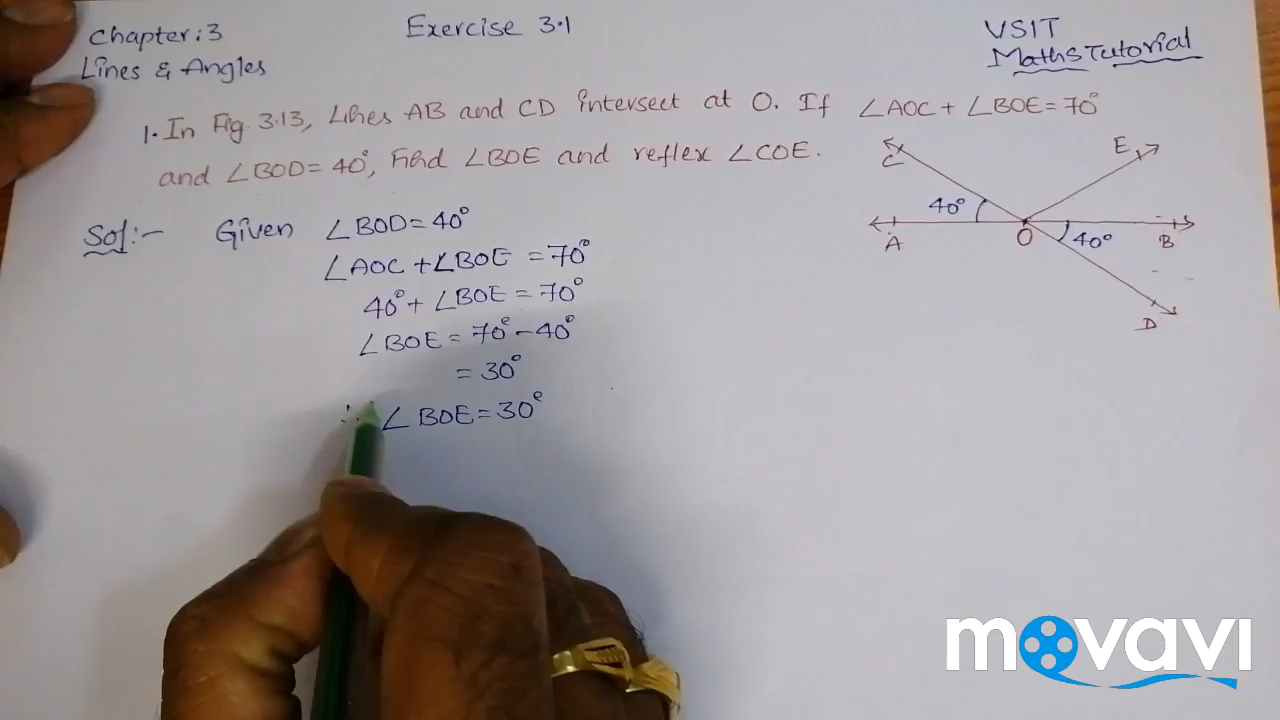 Chapter: 3
Lines & Angles
Exercise 3.1
VSIT
Maths Tutorial
1. In Fig. 3.13, Lines AB and CD intersect at O. If ∠AOC + ∠BOE = 70°
and ∠BOD = 40°, Find ∠BOE and reflex ∠COE.
Sol:- Given ∠BOD = 40°
∠AOC + ∠BOE = 70°
40° + ∠BOE = 70°
∠BOE = 70° - 40°
= 30°
∴ ∠BOE = 30°
C
E
40°
A
O
40°
B
D
movavi